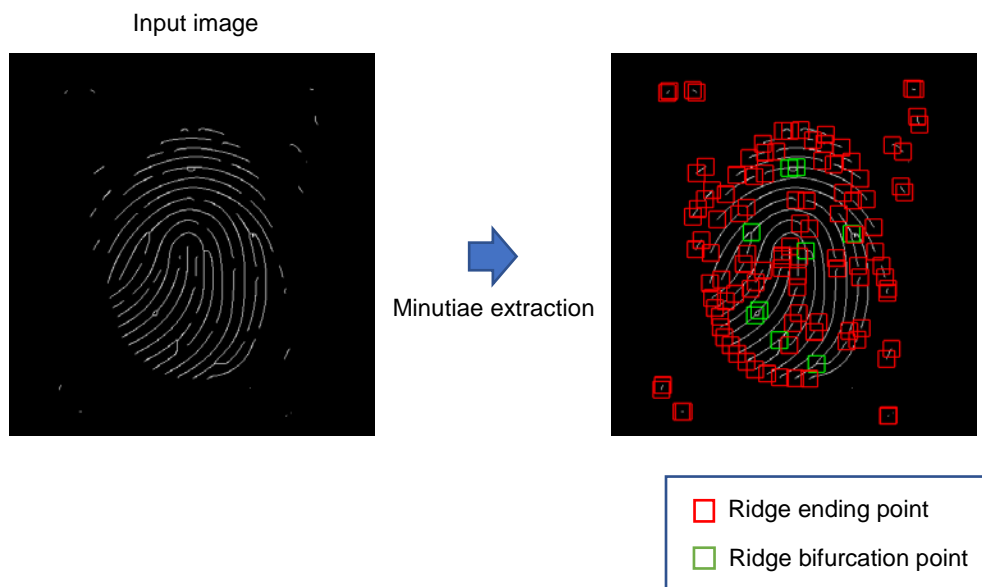 Input image
Minutiae extraction
Ridge ending point
Ridge bifurcation point